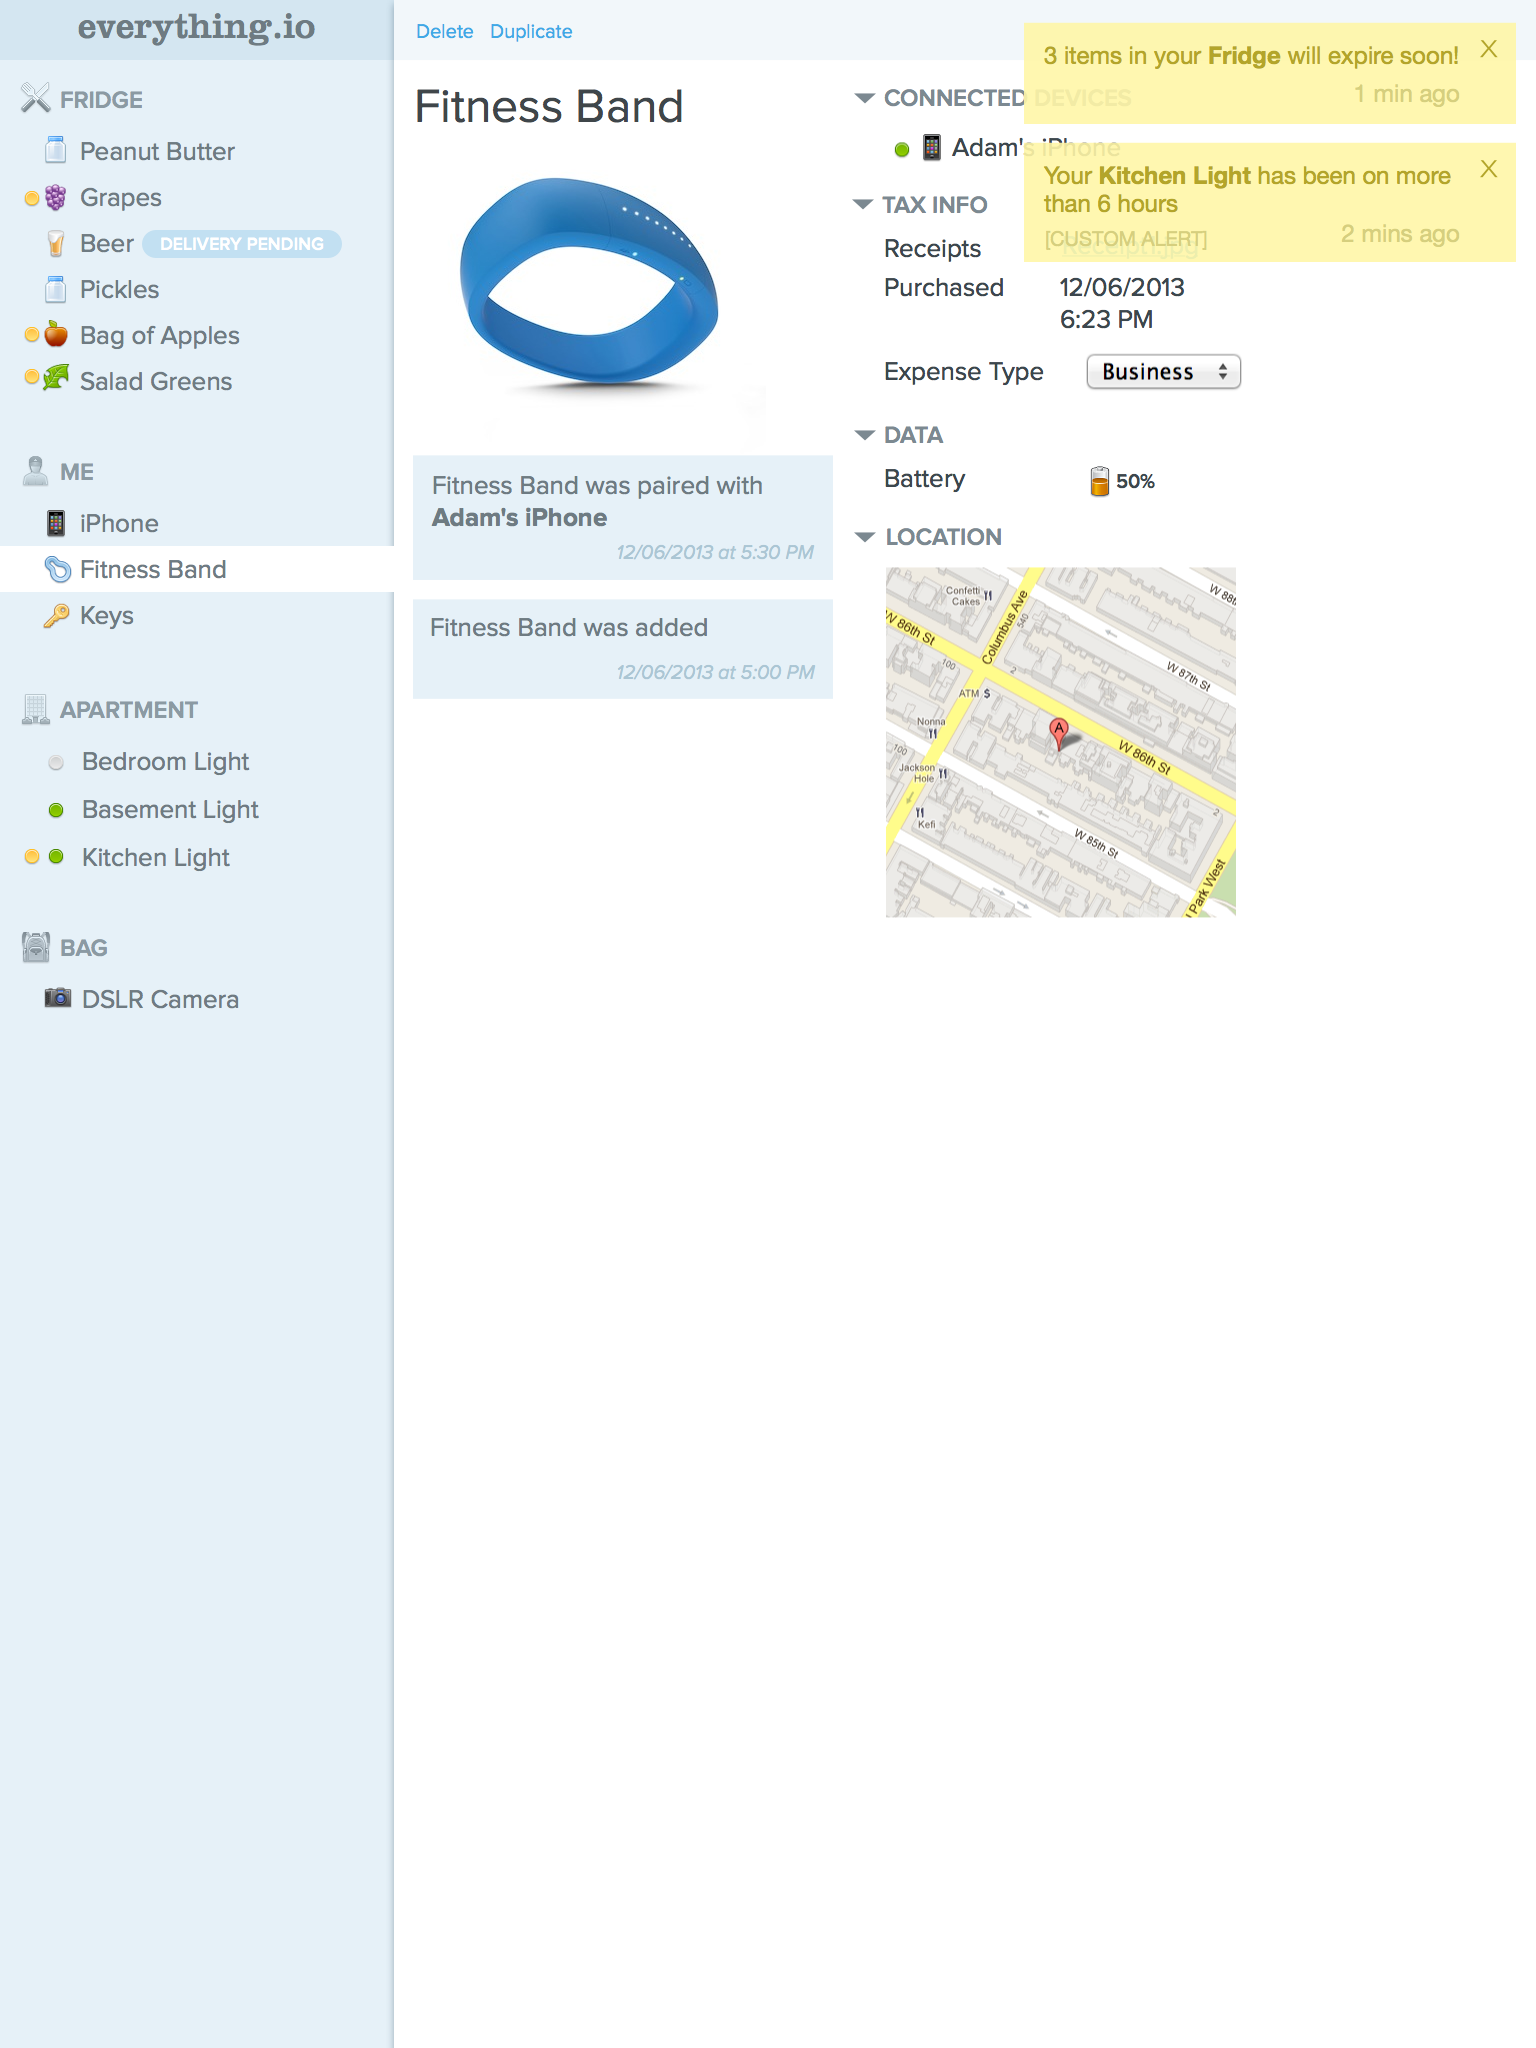 everything.io
FRIDGE
Peanut Butter
Grapes
Beer DELIVERY PENDING
Pickles
Bag of Apples
Salad Greens
ME
iPhone
Fitness Band
Keys
APARTMENT
Bedroom Light
Basement Light
Kitchen Light
BAG
DSLR Camera
Delete Duplicate
Fitness Band
Fitness Band was paired with
Adam's iPhone
12/06/2013 at 5:30 PM
Fitness Band was added
12/06/2013 at 5:00 PM
3 items in your Fridge will expire soon! X
1 min ago
Your Kitchen Light has been on more X
than 6 hours
[CUSTOM ALERT] 2 mins ago
CONNECTED DEVICES
Adam's iPhone
TAX INFO
Receipts
Purchased 12/06/2013
6:23 PM
Expense Type Business
DATA
Battery 50%
LOCATION
Confetti
Cakes
W 88t
Columbus Ave
540
W 86th St
100
2
W 87th St
ATM $
Nonna
A
W 86th St
100
Jackson
Hole
Kefi
W 85th St
2
Park West